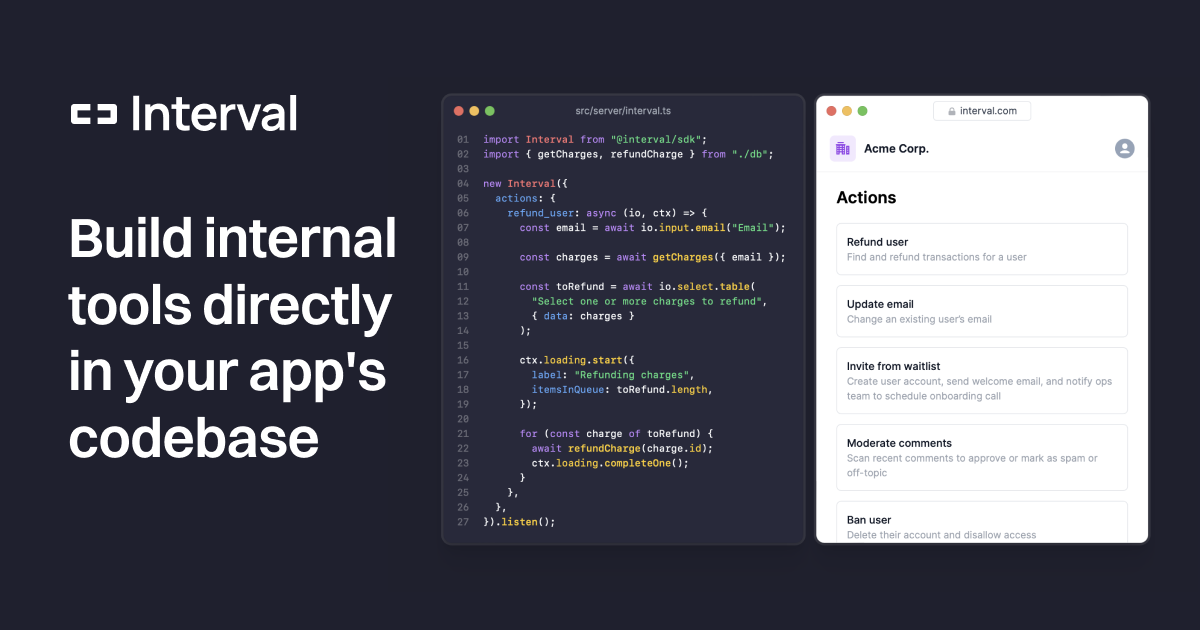 Interval
Build internal
tools directly
in your app's
codebase
src/server/interval.ts
01 import Interval from "@interval/sdk";
02 import { getCharges, refundCharge } from "./db";
03
04 new Interval({
05   actions: {
06     refund_user: async (io, ctx) => {
07       const email = await io.input.email("Email");
08
09       const charges = await getCharges({ email });
10
11       const toRefund = await io.select.table(
12         "Select one or more charges to refund",
13         { data: charges }
14       );
15
16       ctx.loading.start({
17         label: "Refunding charges",
18         itemsInQueue: toRefund.length,
19       });
20
21       for (const charge of toRefund) {
22         await refundCharge(charge.id);
23         ctx.loading.completeOne();
24       }
25     },
26   },
27 }).listen();
interval.com
Acme Corp.
Actions
Refund user
Find and refund transactions for a user
Update email
Change an existing user's email
Invite from waitlist
Create user account, send welcome email, and notify ops
team to schedule onboarding call
Moderate comments
Scan recent comments to approve or mark as spam or
off-topic
Ban user
Delete their account and disallow access